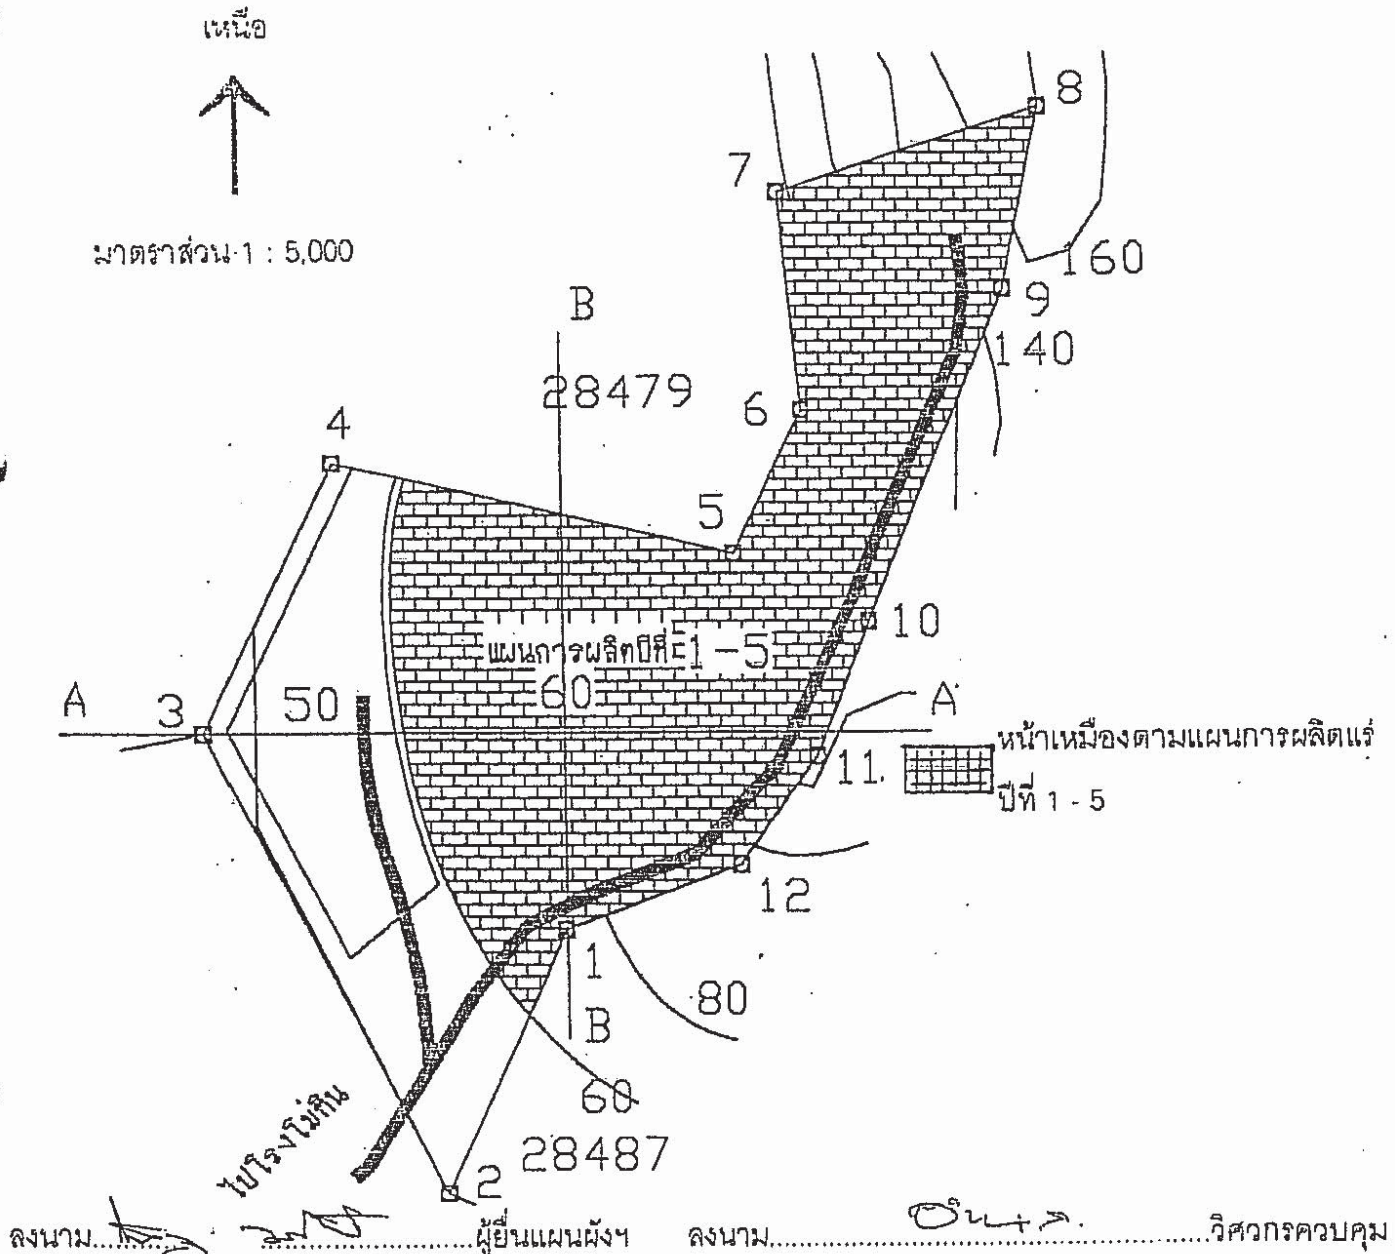 เหนือ
8
7
มาตราส่วน 1 : 5,000
160
B
9
140
28479
6
4
5
10
แผนการผลิตปีที่ 1-5
60
A
3
50
A
หน้าเหมืองตามแผนการผลิตแร่
11
ปีที่ 1 - 5
12
1
80
B
60
ไปโรงโม่หิน
28487
2
ลงนาม....................ผู้ยื่นแผนผังฯ ลงนาม....................วิศวกรควบคุม